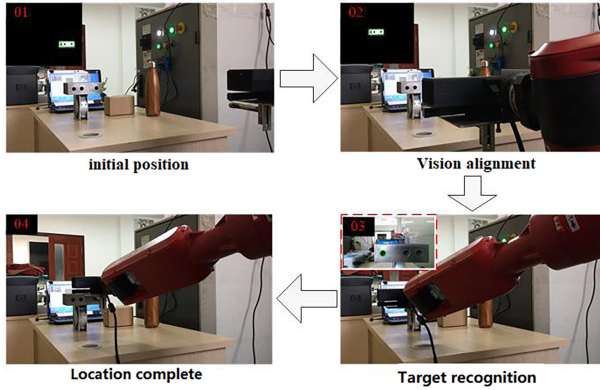 01
initial position
02
Vision alignment
03
Target recognition
04
Location complete